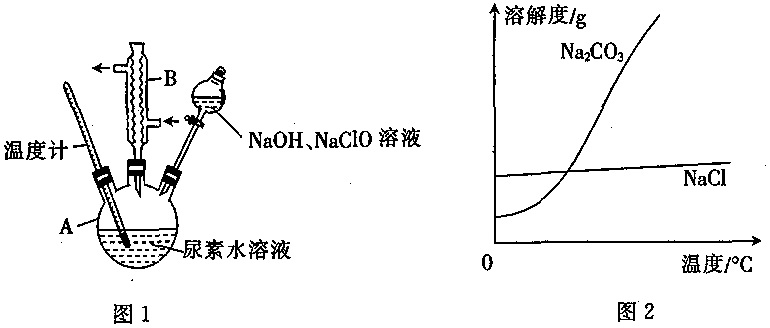 B
NaOH、NaClO 溶液
温度计
A
尿素水溶液
图 1
溶解度/g
Na₂CO₃
NaCl
0
温度/°C
图 2